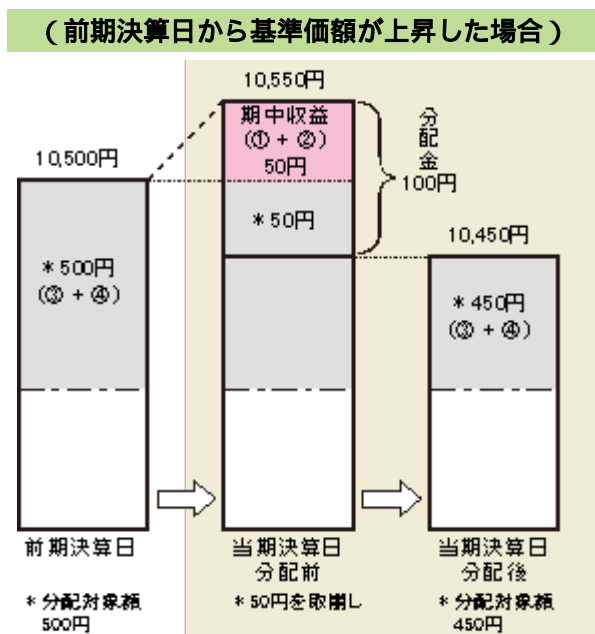 （前期決算日から基準価額が上昇した場合）
10,550円
期中収益
（① + ②）
50円
分配金
100円
10,500円
＊50円
10,450円
＊500円
（③ + ④）
＊450円
（③ + ④）
前期決算日
当期決算日
分配前
当期決算日
分配後
＊分配対象額
500円
＊50円を取崩し
＊分配対象額
450円